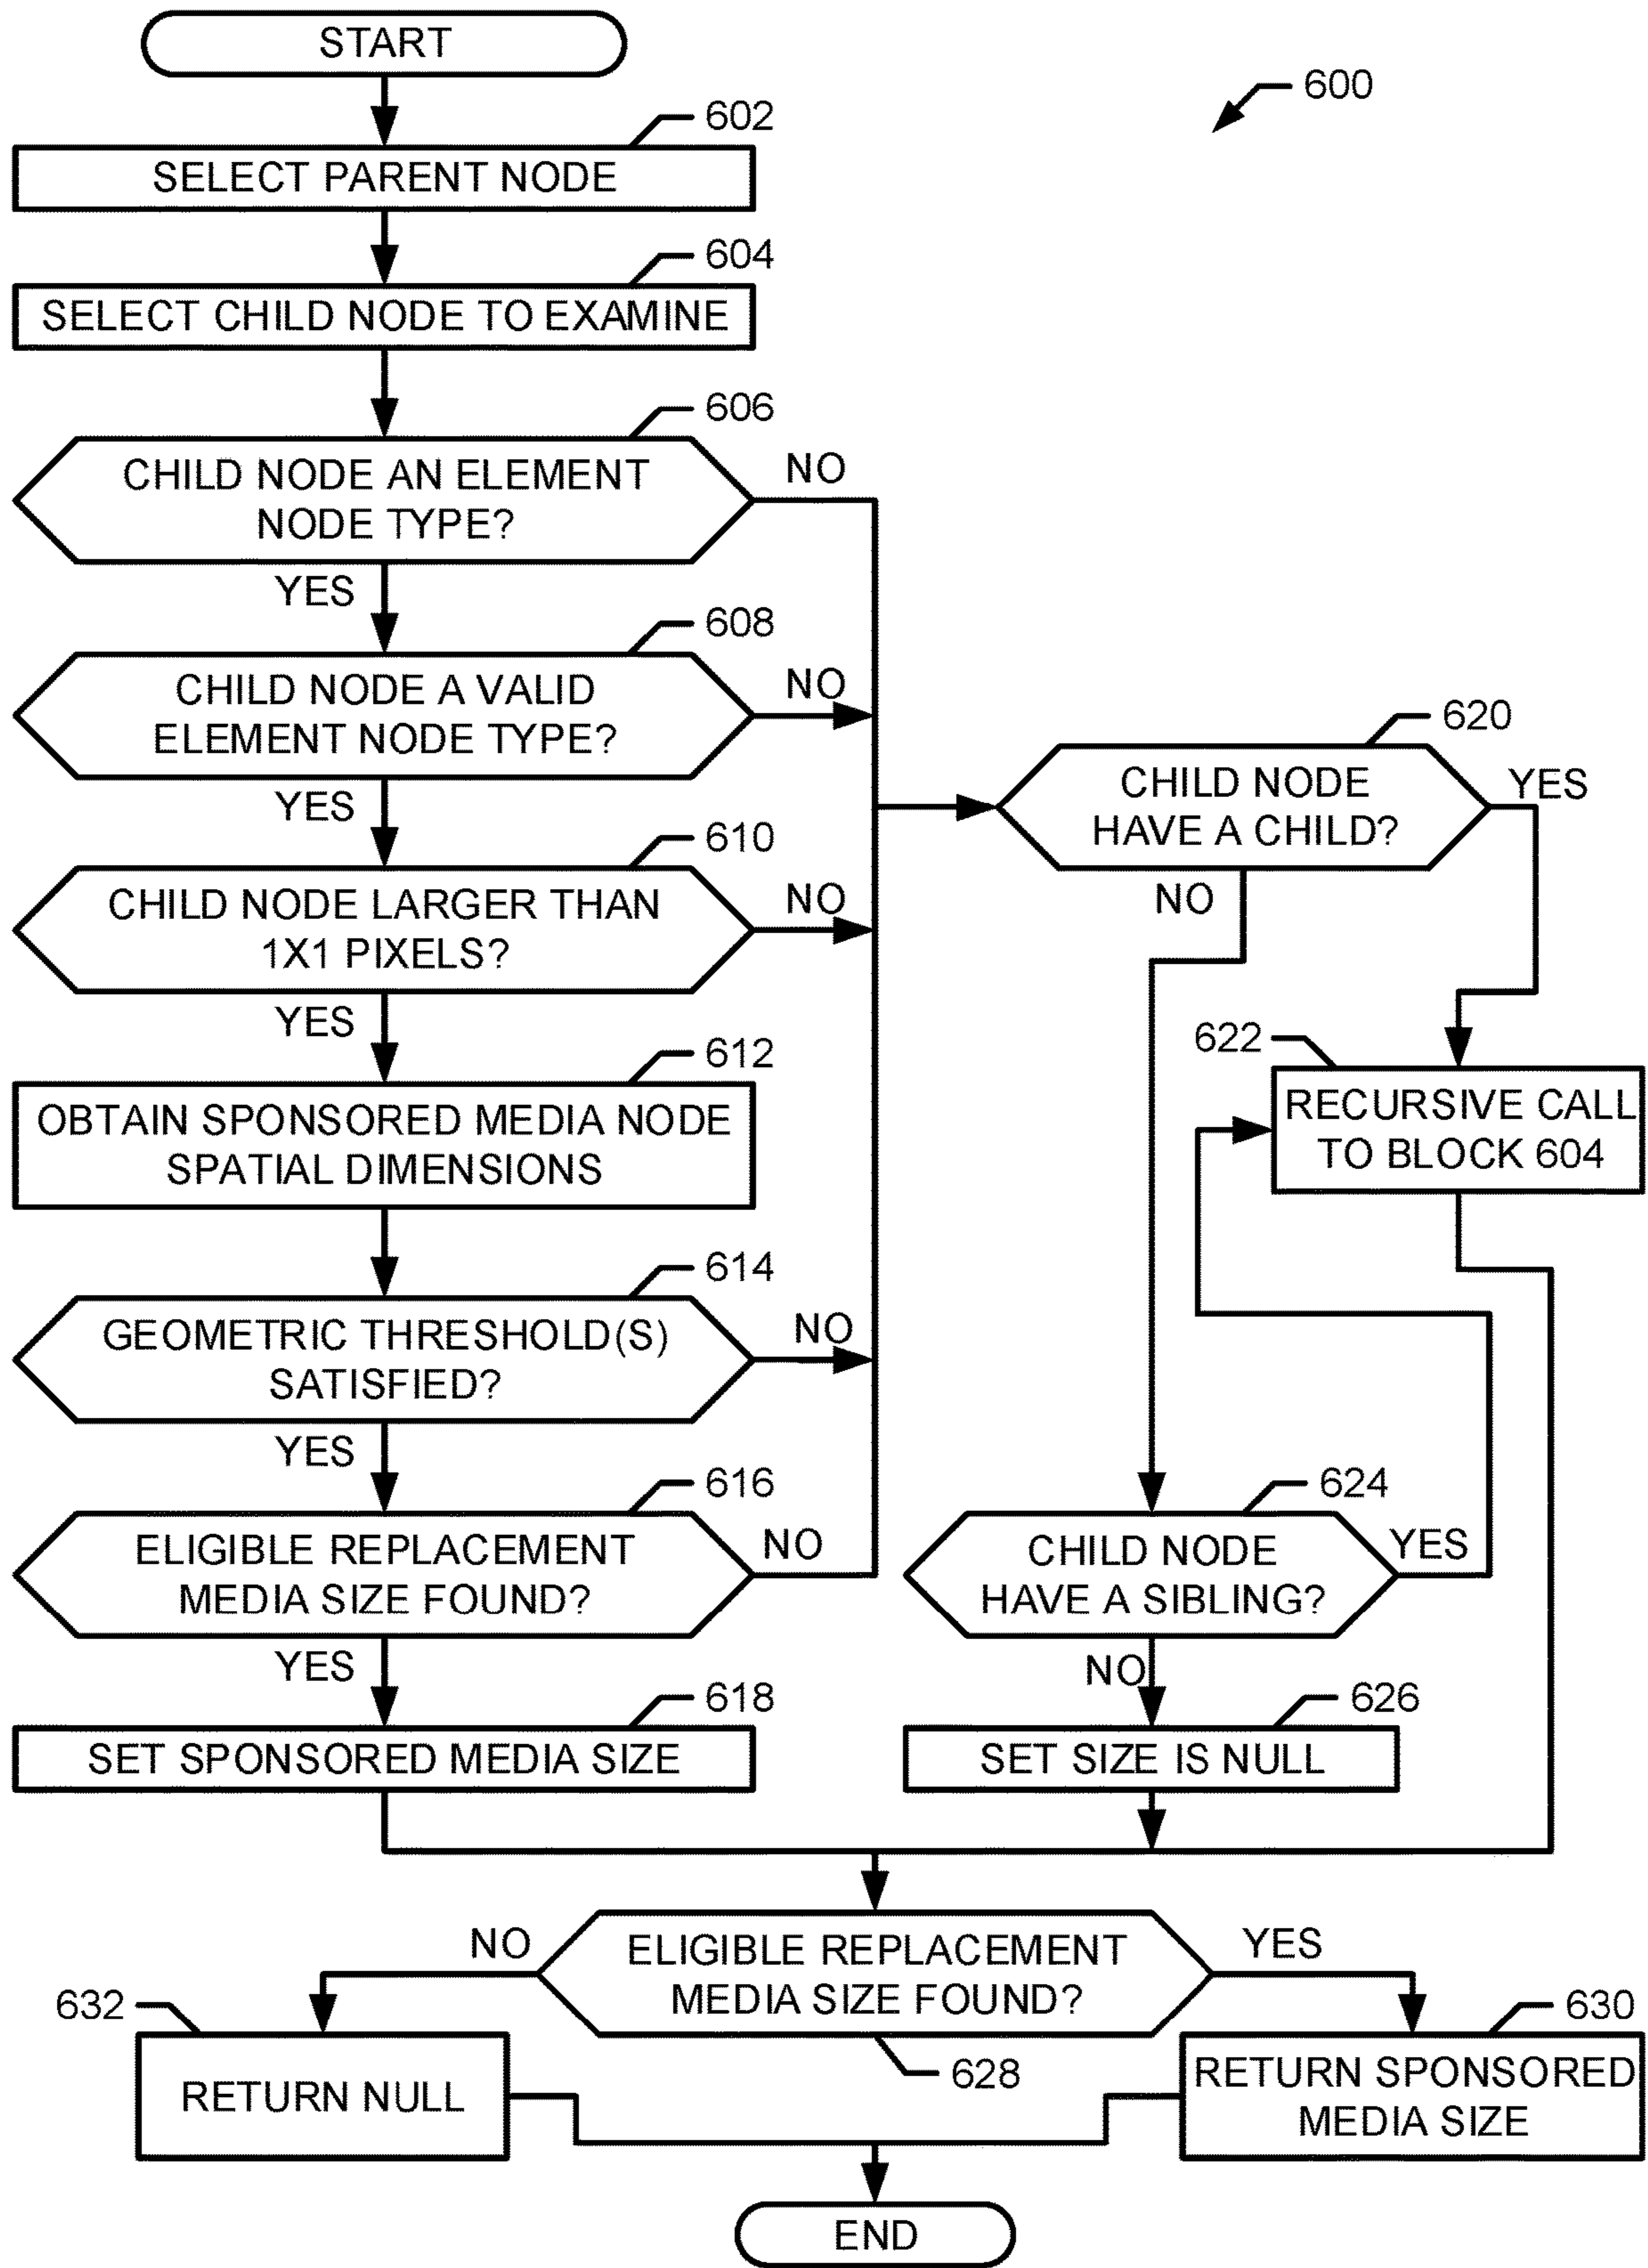 START
600
602
SELECT PARENT NODE
604
SELECT CHILD NODE TO EXAMINE
606
CHILD NODE AN ELEMENT
NODE TYPE?
NO
YES
608
CHILD NODE A VALID
ELEMENT NODE TYPE?
NO
YES
610
CHILD NODE LARGER THAN
1X1 PIXELS?
NO
YES
612
OBTAIN SPONSORED MEDIA NODE
SPATIAL DIMENSIONS
614
GEOMETRIC THRESHOLD(S)
SATISFIED?
NO
YES
616
ELIGIBLE REPLACEMENT
MEDIA SIZE FOUND?
NO
YES
618
SET SPONSORED MEDIA SIZE
620
CHILD NODE
HAVE A CHILD?
YES
NO
622
RECURSIVE CALL
TO BLOCK 604
624
CHILD NODE
HAVE A SIBLING?
YES
NO
626
SET SIZE IS NULL
NO
ELIGIBLE REPLACEMENT
MEDIA SIZE FOUND?
YES
628
632
RETURN NULL
630
RETURN SPONSORED
MEDIA SIZE
END